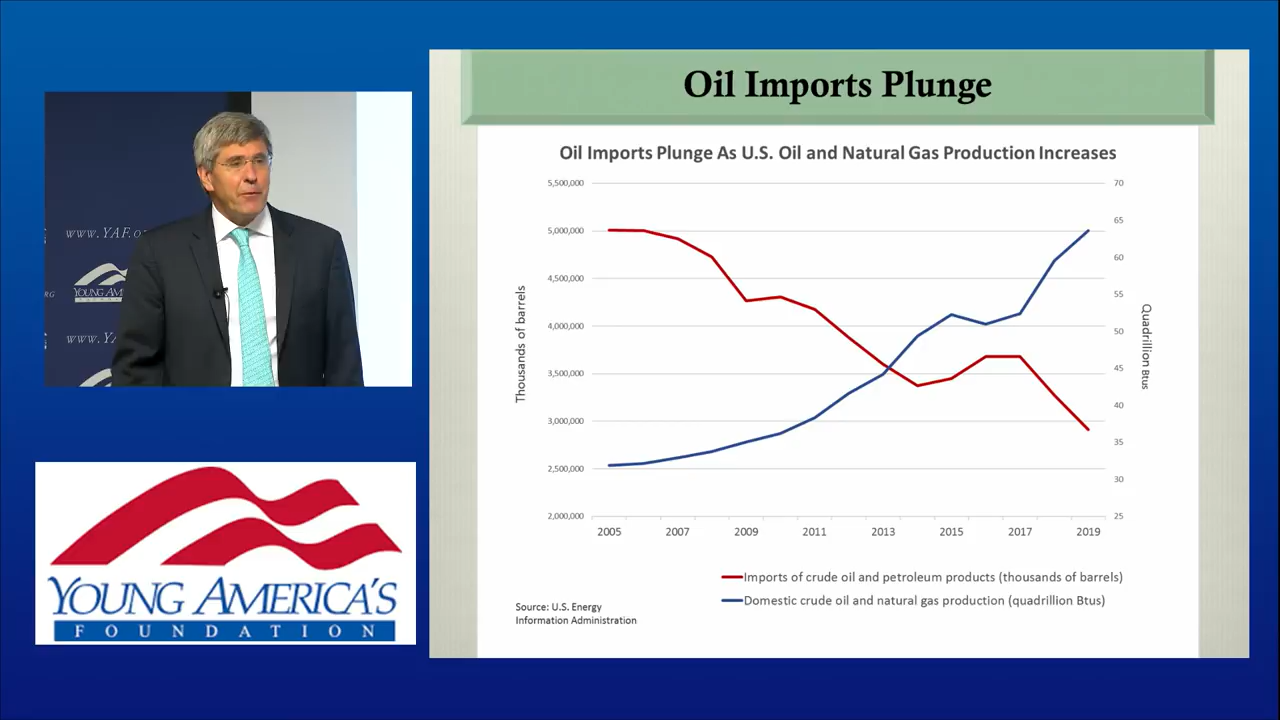 Oil Imports Plunge
Oil Imports Plunge As U.S. Oil and Natural Gas Production Increases
5,500,000
5,000,000
4,500,000
4,000,000
3,500,000
3,000,000
2,500,000
2,000,000
Thousands of barrels
70
65
60
55
50
45
40
35
30
25
Quadrillion Btus
2005 2007 2009 2011 2013 2015 2017 2019
Imports of crude oil and petroleum products (thousands of barrels)
Domestic crude oil and natural gas production (quadrillion Btus)
Source: U.S. Energy
Information Administration
www.YAF.o
YOUNG AM
YOUNG AMERICA'S
FOUNDATION